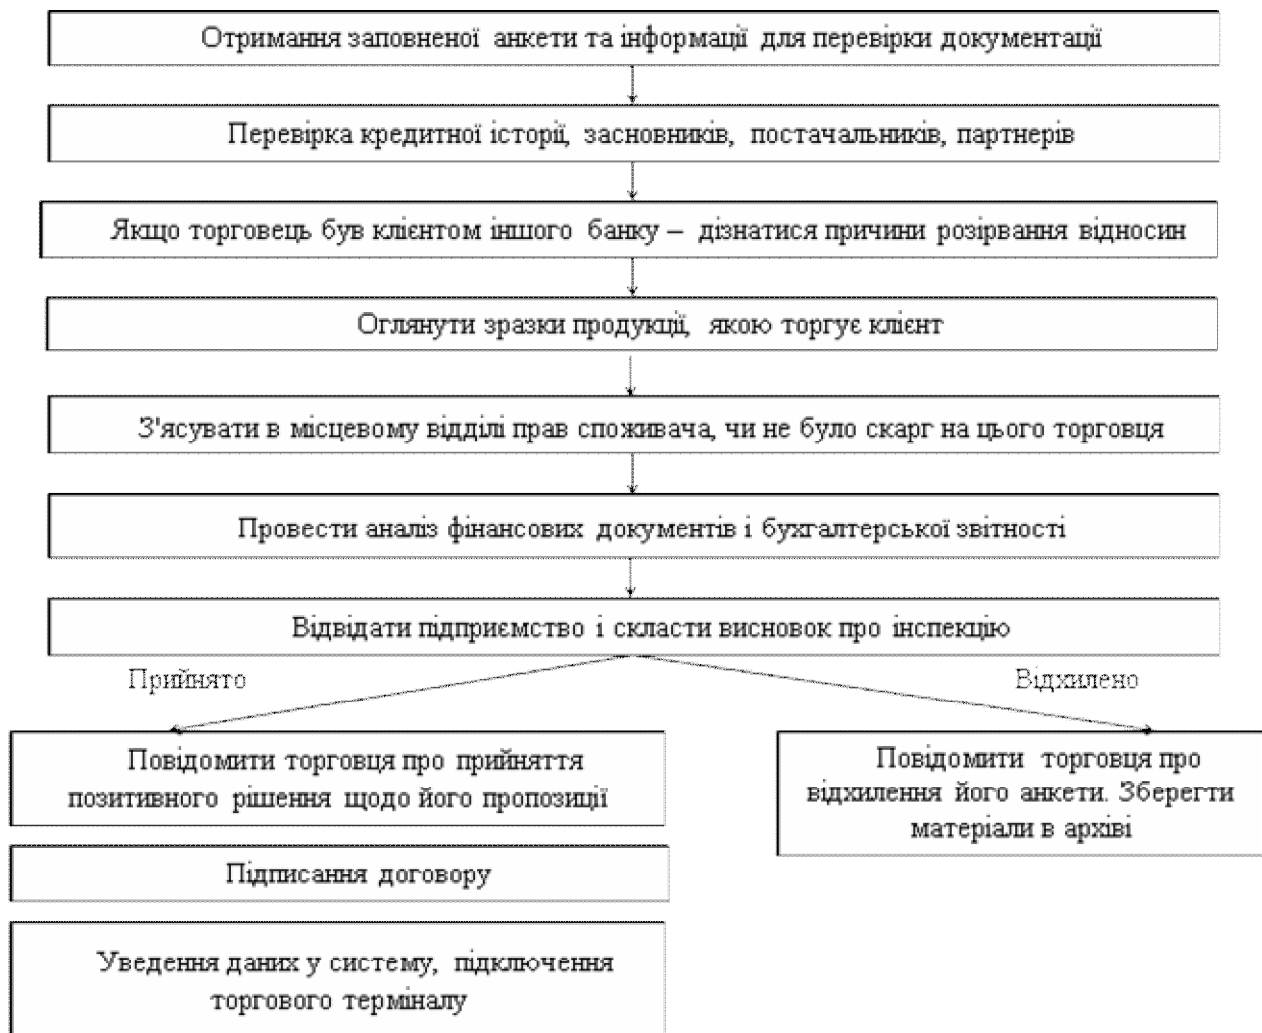 Отримання заповненої анкети та інформації для перевірки документації
Перевірка кредитної історії, засновників, постачальників, партнерів
Якщо торговець був клієнтом іншого банку – дізнатися причини розірвання відносин
Оглянути зразки продукції, якою торгує клієнт
З'ясувати в місцевому відділі прав споживача, чи не було скарг на цього торговця
Провести аналіз фінансових документів і бухгалтерської звітності
Відвідати підприємство і скласти висновок про інспекцію
Прийнято
Відхилено
Повідомити торговця про прийняття
позитивного рішення щодо його пропозиції
Повідомити торговця про
відхилення його анкети. Зберегти
матеріали в архіві
Підписання договору
Уведення даних у систему, підключення
торгового терміналу